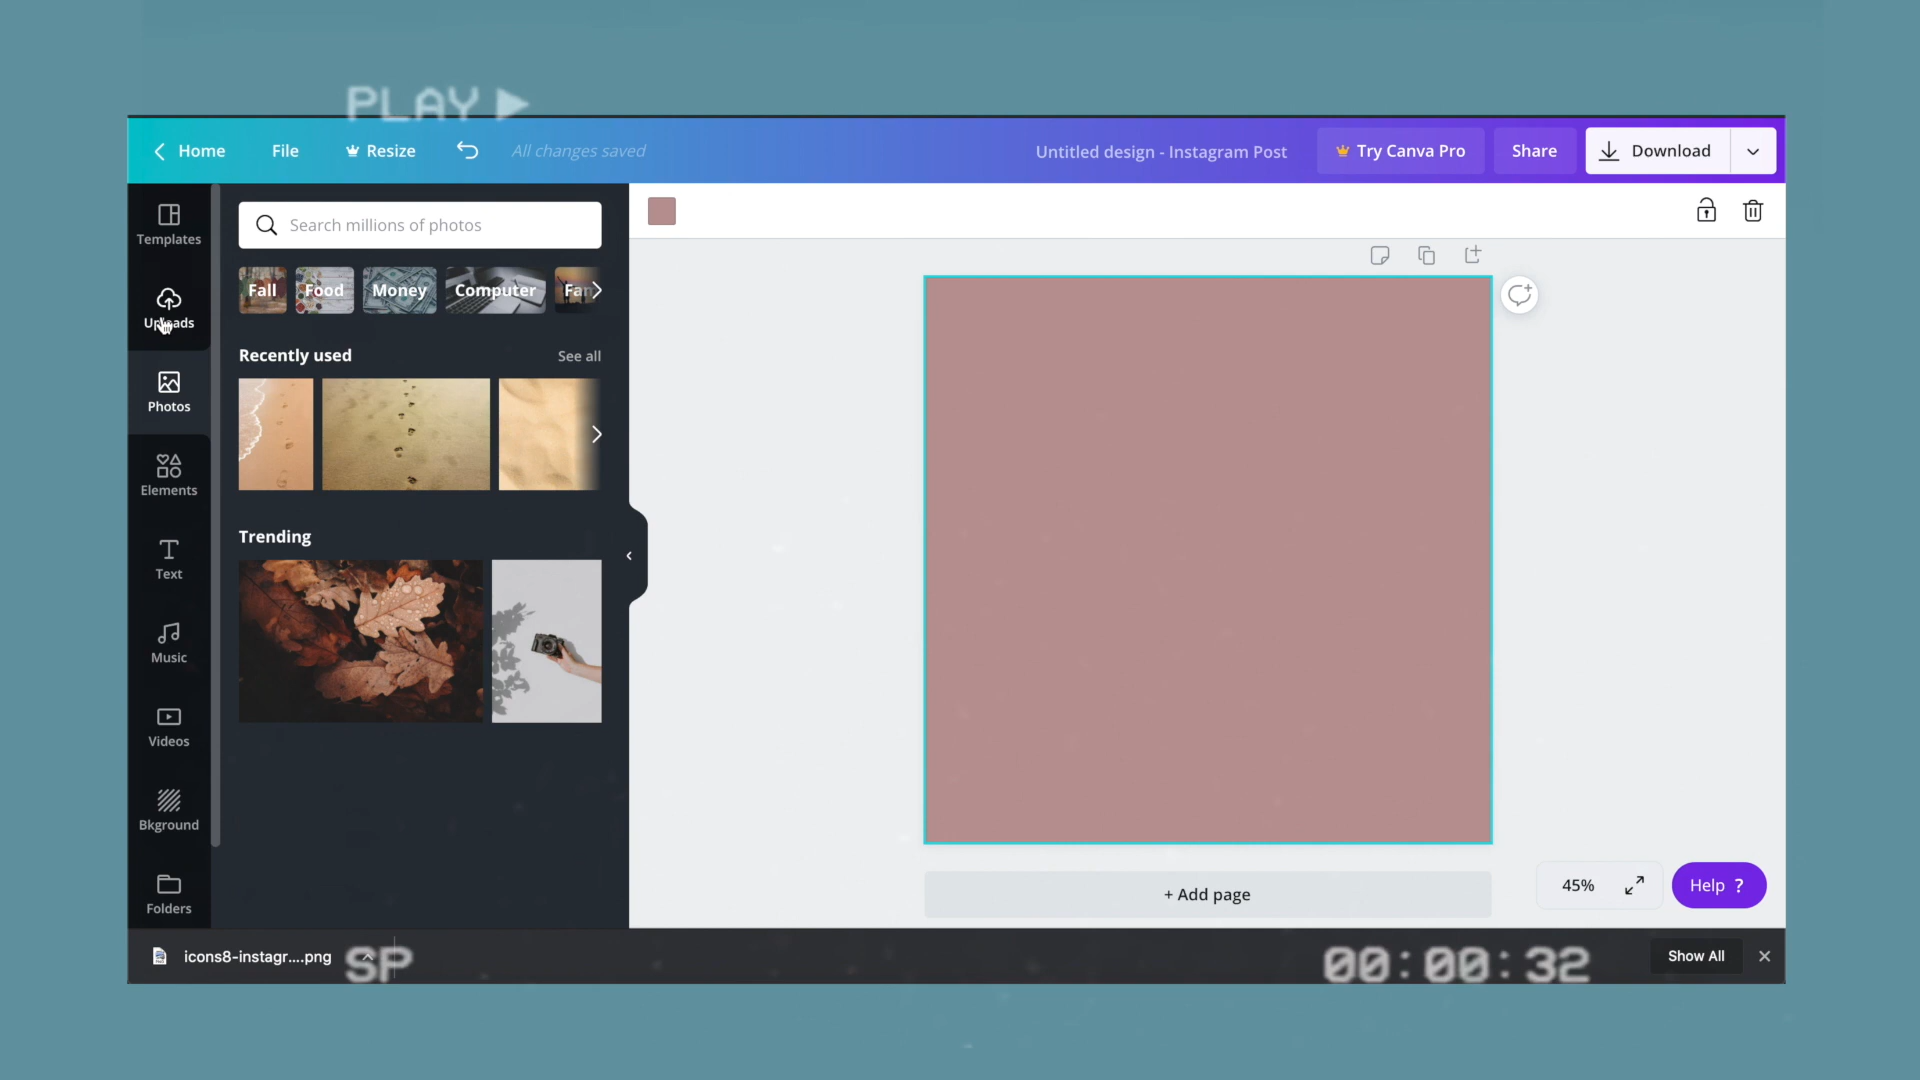 PLAY
Home
File
Resize
All changes saved
Untitled design - Instagram Post
Try Canva Pro
Share
Download
Templates
Uploads
Photos
Elements
Text
Music
Videos
Bkground
Folders
Search millions of photos
Fall
Food
Money
Computer
Fam
Recently used
See all
Trending
+ Add page
45%
Help ?
icons8-instagr....png
SP
00:00:32
Show All